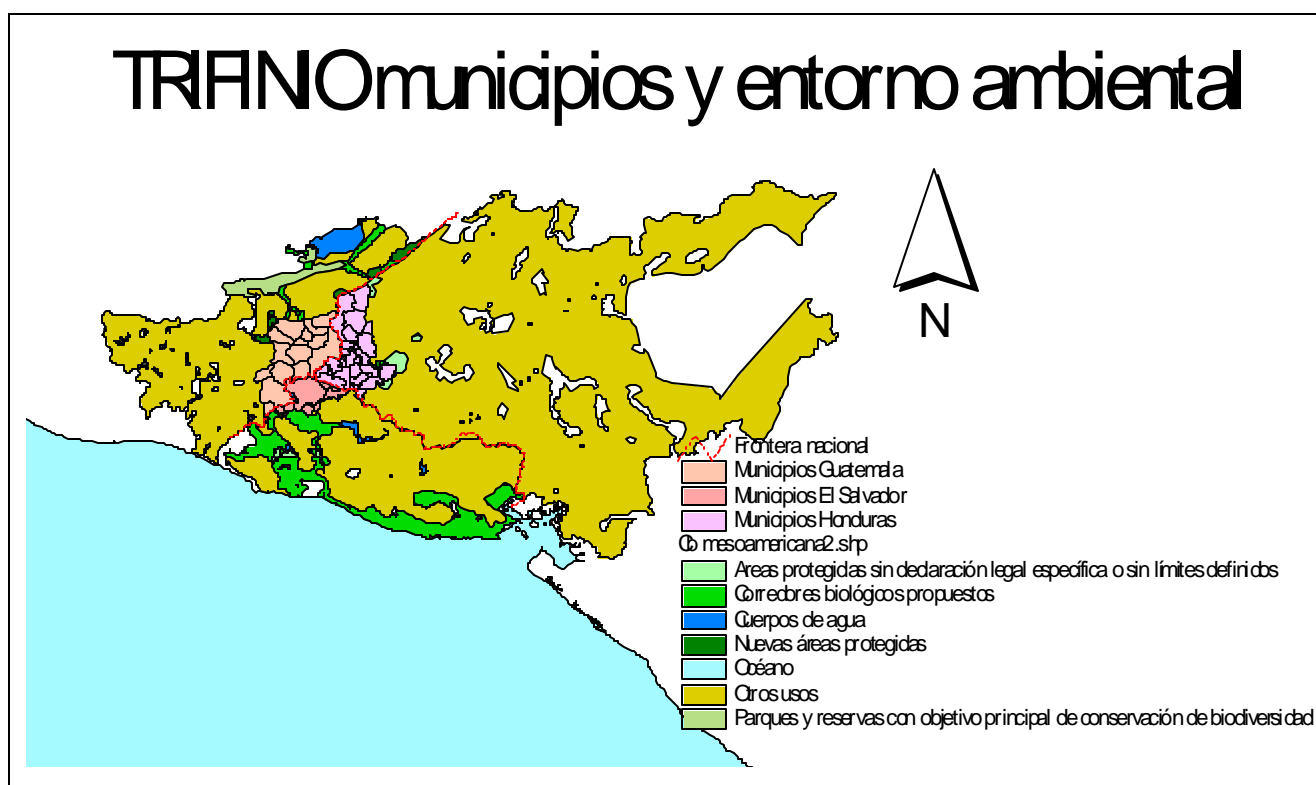 TRIFINIO municipios y entorno ambiental
N
Frontera nacional
Municipios Guatemala
Municipios El Salvador
Municipios Honduras
Cb mesoamericana2.shp
Areas protegidas sin declaración legal específica o sin límites definidos
Corredores biológicos propuestos
Cuerpos de agua
Nuevas áreas protegidas
Océano
Otros usos
Parques y reservas con objetivo principal de conservación de biodiversidad